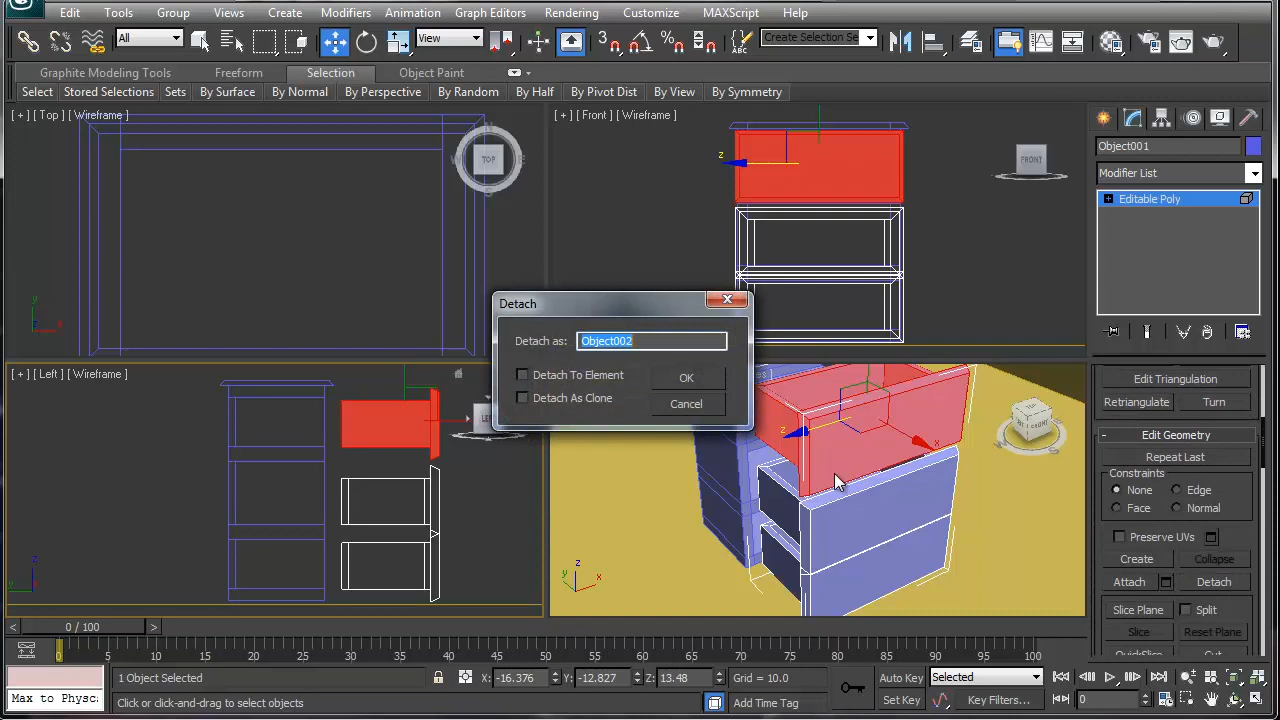 Edit Tools Group Views Create Modifiers Animation Graph Editors Rendering Customize MAXScript Help
All View Create Selection Se
Graphite Modeling Tools Freeform Selection Object Paint
Select Stored Selections Sets By Surface By Normal By Perspective By Random By Half By Pivot Dist By View By Symmetry
[ + ] [ Top ] [ Wireframe ]
[ + ] [ Front ] [ Wireframe ]
TOP
FRONT
z
y
x
Object001
Modifier List
Editable Poly
Detach
Detach as: Object002
Detach To Element
Detach As Clone
OK
Cancel
[ + ] [ Left ] [ Wireframe ]
z
y
z
x
z
y
x
FRONT
Edit Triangulation
Retriangulate Turn
- Edit Geometry
Repeat Last
Constraints
None Edge
Face Normal
Preserve UVs
Create Collapse
Attach Detach
Slice Plane Split
Slice Reset Plane
QuickSlice Cut
< 0 / 100 >
0 5 10 15 20 25 30 35 40 45 50 55 60 65 70 75 80 85 90 95 100
1 Object Selected X: -16.376 Y: -12.827 Z: 13.48 Grid = 10.0 Auto Key Selected
Max to Physc: Click or click-and-drag to select objects Add Time Tag Set Key Key Filters... 0